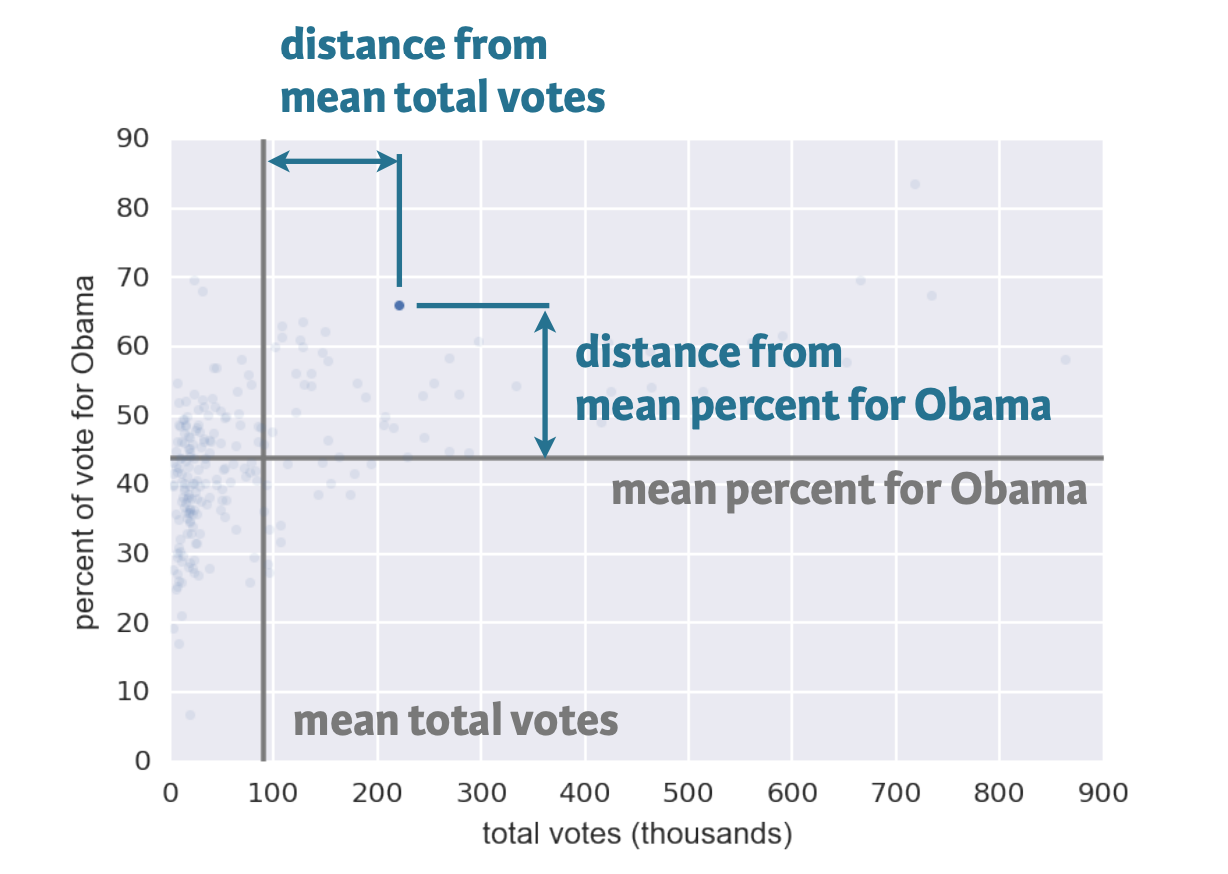 distance from
mean total votes
90
80
70
60
50
40
30
20
10
0
percent of vote for Obama
distance from
mean percent for Obama
mean percent for Obama
mean total votes
0 100 200 300 400 500 600 700 800 900
total votes (thousands)